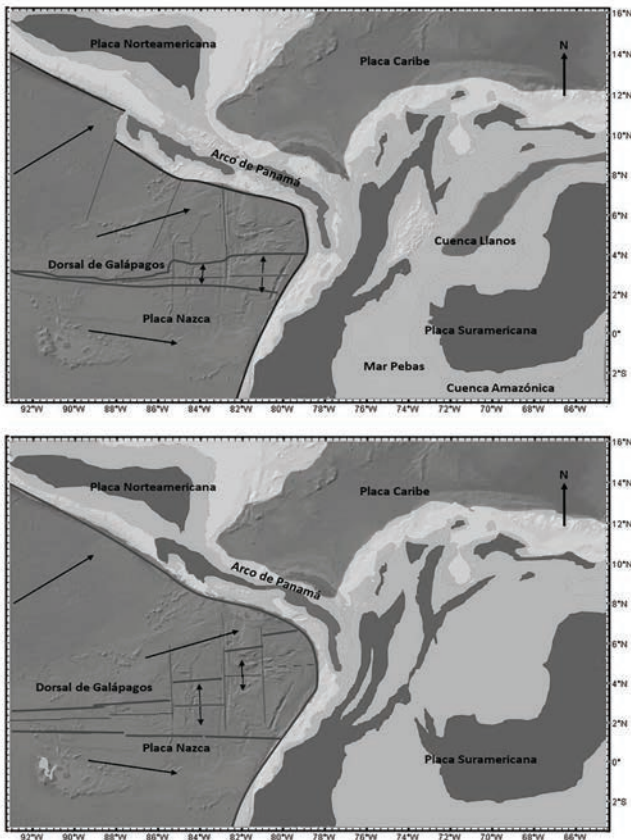 16°N
Placa Norteamericana
Placa Caribe
N
14°N
12°N
10°N
Arco de Panamá
8°N
6°N
Cuenca Llanos
4°N
Dorsal de Galápagos
2°N
Placa Nazca
Placa Suramericana
0°
Mar Pebas
2°S
Cuenca Amazónica
92°W 90°W 88°W 86°W 84°W 82°W 80°W 78°W 76°W 74°W 72°W 70°W 68°W 66°W
16°N
Placa Norteamericana
Placa Caribe
N
14°N
12°N
10°N
Arco de Panamá
8°N
6°N
4°N
Dorsal de Galápagos
2°N
Placa Nazca
Placa Suramericana
0°
2°S
92°W 90°W 88°W 86°W 84°W 82°W 80°W 78°W 76°W 74°W 72°W 70°W 68°W 66°W